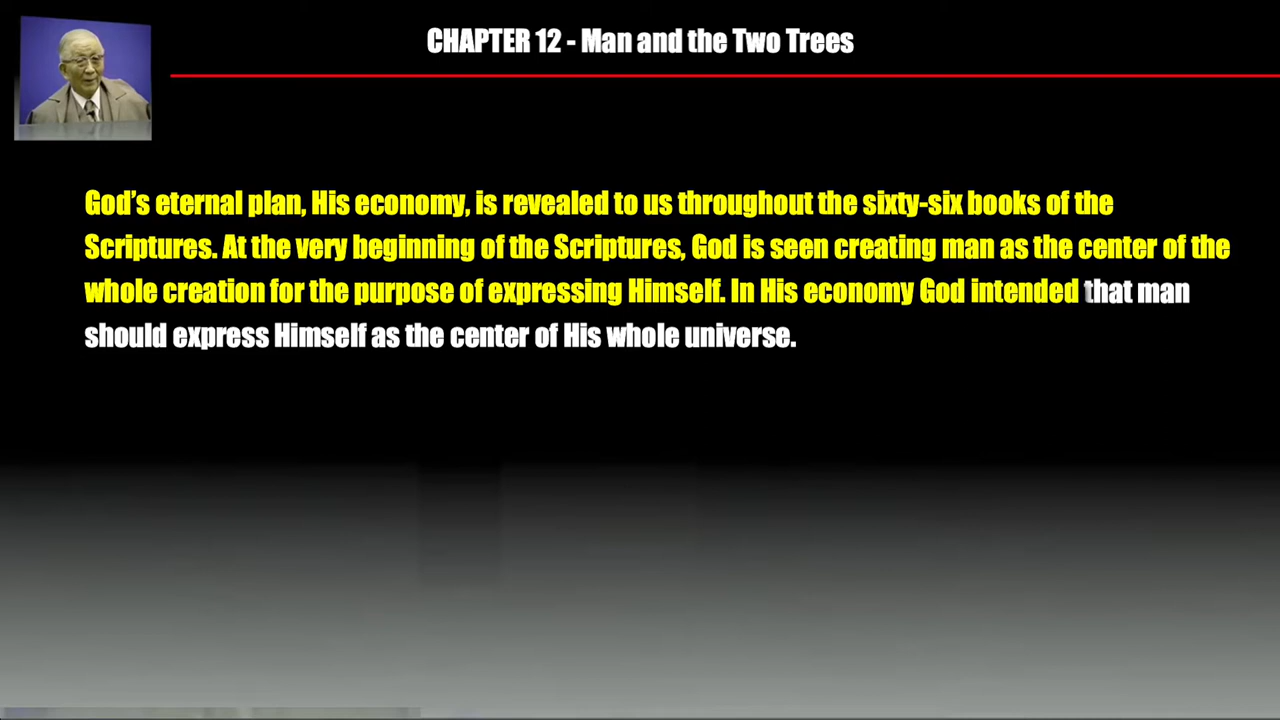 CHAPTER 12 - Man and the Two Trees
God’s eternal plan, His economy, is revealed to us throughout the sixty-six books of the
Scriptures. At the very beginning of the Scriptures, God is seen creating man as the center of the
whole creation for the purpose of expressing Himself. In His economy God intended that man
should express Himself as the center of His whole universe.